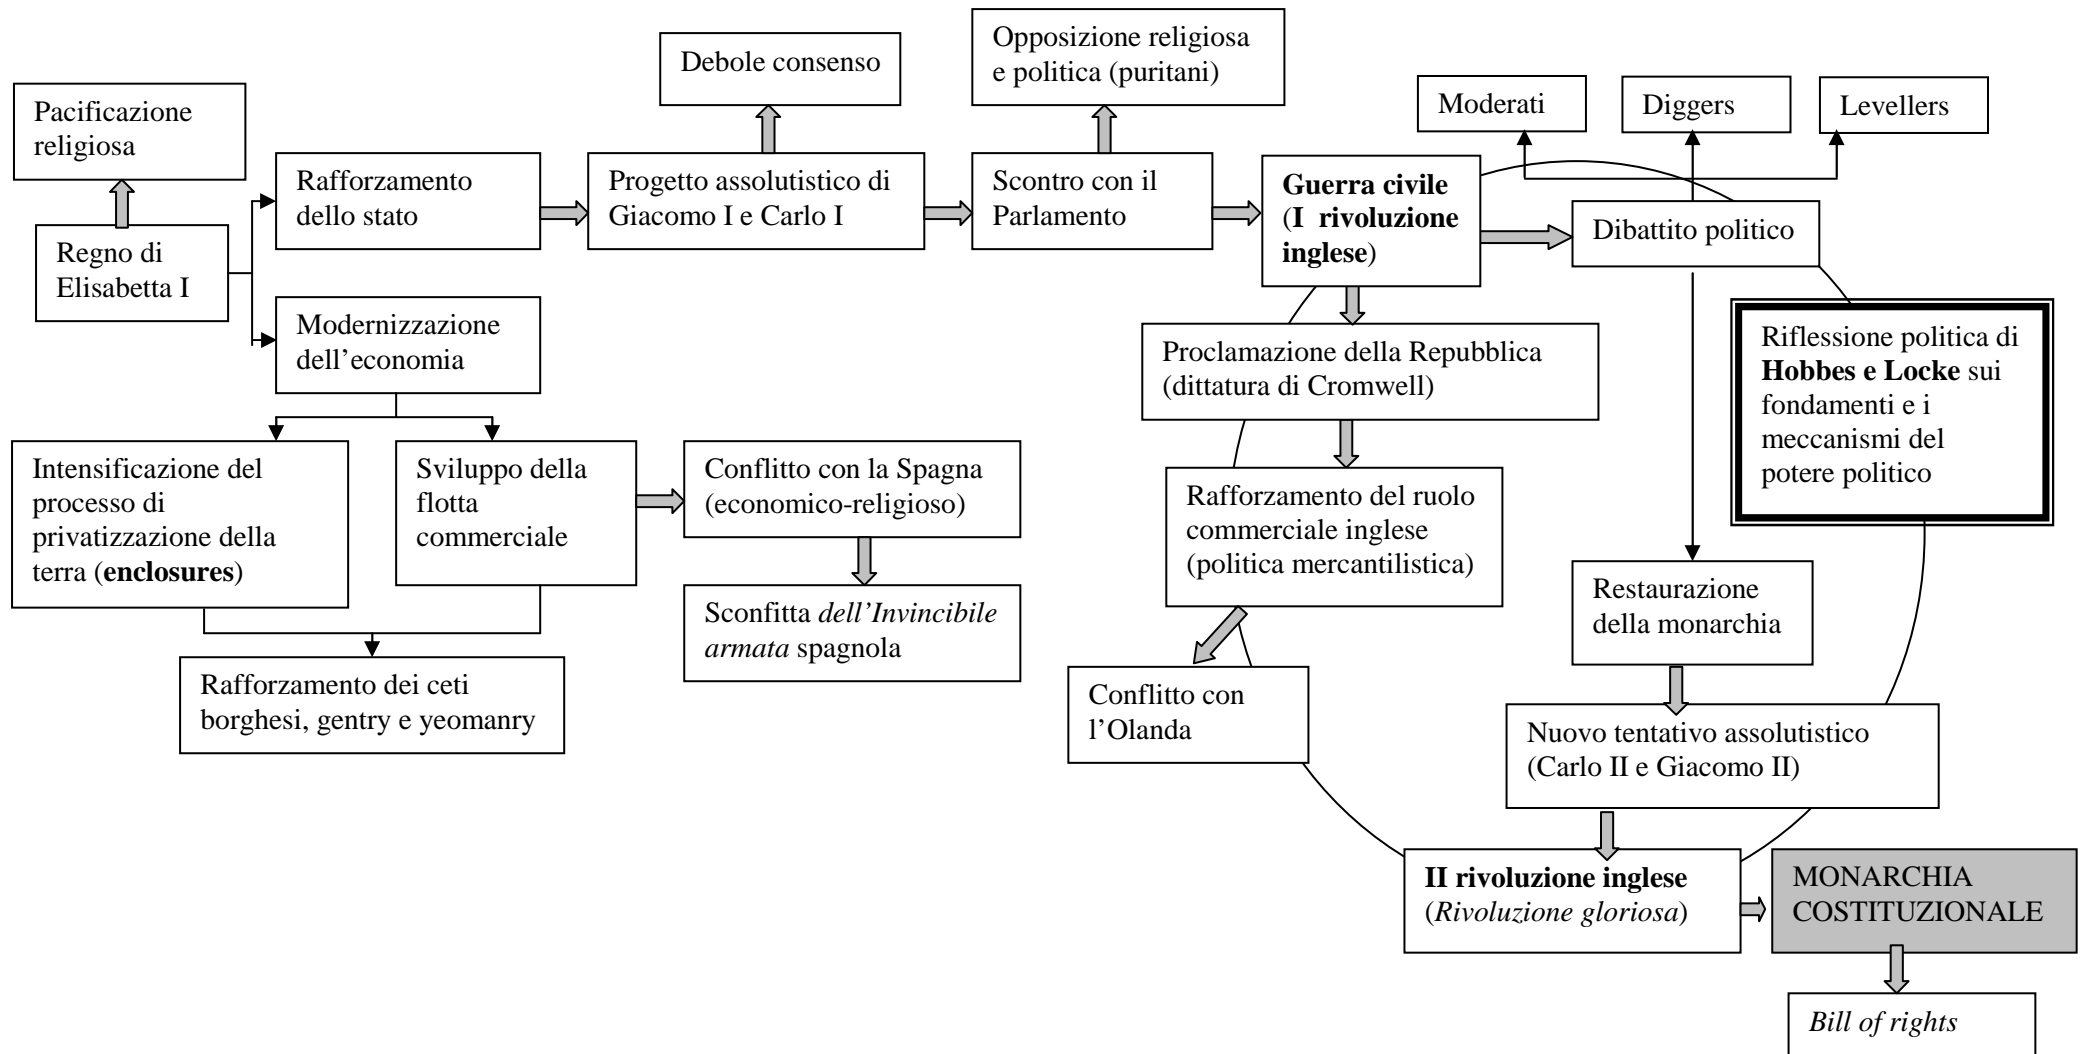 Pacificazione
religiosa
Regno di
Elisabetta I
Rafforzamento
dello stato
Modernizzazione
dell’economia
Intensificazione del
processo di
privatizzazione della
terra (enclosures)
Sviluppo della
flotta
commerciale
Rafforzamento dei ceti
borghesi, gentry e yeomanry
Conflitto con la Spagna
(economico-religioso)
Sconfitta dell’Invincibile
armata spagnola
Debole consenso
Progetto assolutistico di
Giacomo I e Carlo I
Opposizione religiosa
e politica (puritani)
Scontro con il
Parlamento
Guerra civile
(I rivoluzione
inglese)
Moderati
Diggers
Levellers
Dibattito politico
Proclamazione della Repubblica
(dittatura di Cromwell)
Rafforzamento del ruolo
commerciale inglese
(politica mercantilistica)
Conflitto con
l’Olanda
Riflessione politica di
Hobbes e Locke sui
fondamenti e i
meccanismi del
potere politico
Restaurazione
della monarchia
Nuovo tentativo assolutistico
(Carlo II e Giacomo II)
II rivoluzione inglese
(Rivoluzione gloriosa)
MONARCHIA
COSTITUZIONALE
Bill of rights